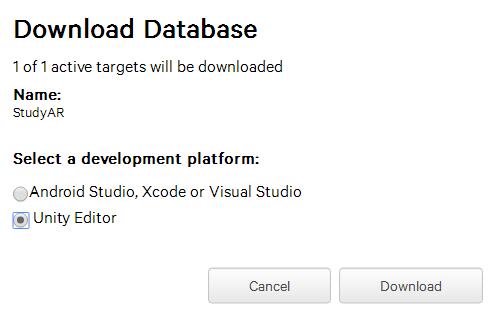 Download Database
1 of 1 active targets will be downloaded
Name:
StudyAR
Select a development platform:
Android Studio, Xcode or Visual Studio
Unity Editor
Cancel
Download